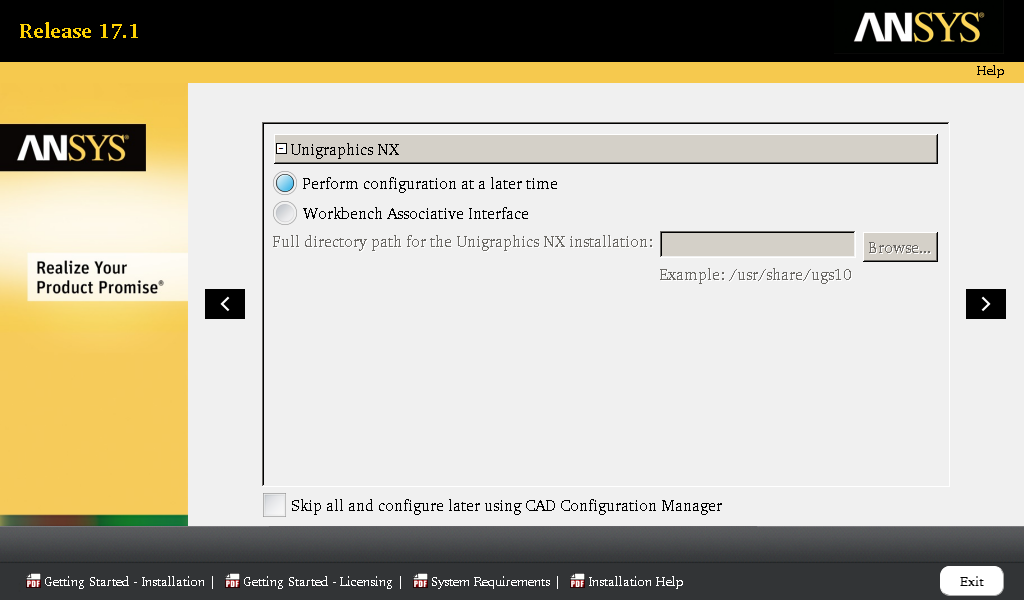 Release 17.1
ANSYS®
Help
ANSYS®
Unigraphics NX
Perform configuration at a later time
Workbench Associative Interface
Full directory path for the Unigraphics NX installation:
Browse...
Example: /usr/share/ugs10
Realize Your
Product Promise®
Skip all and configure later using CAD Configuration Manager
PDF Getting Started - Installation | PDF Getting Started - Licensing | PDF System Requirements | PDF Installation Help
Exit